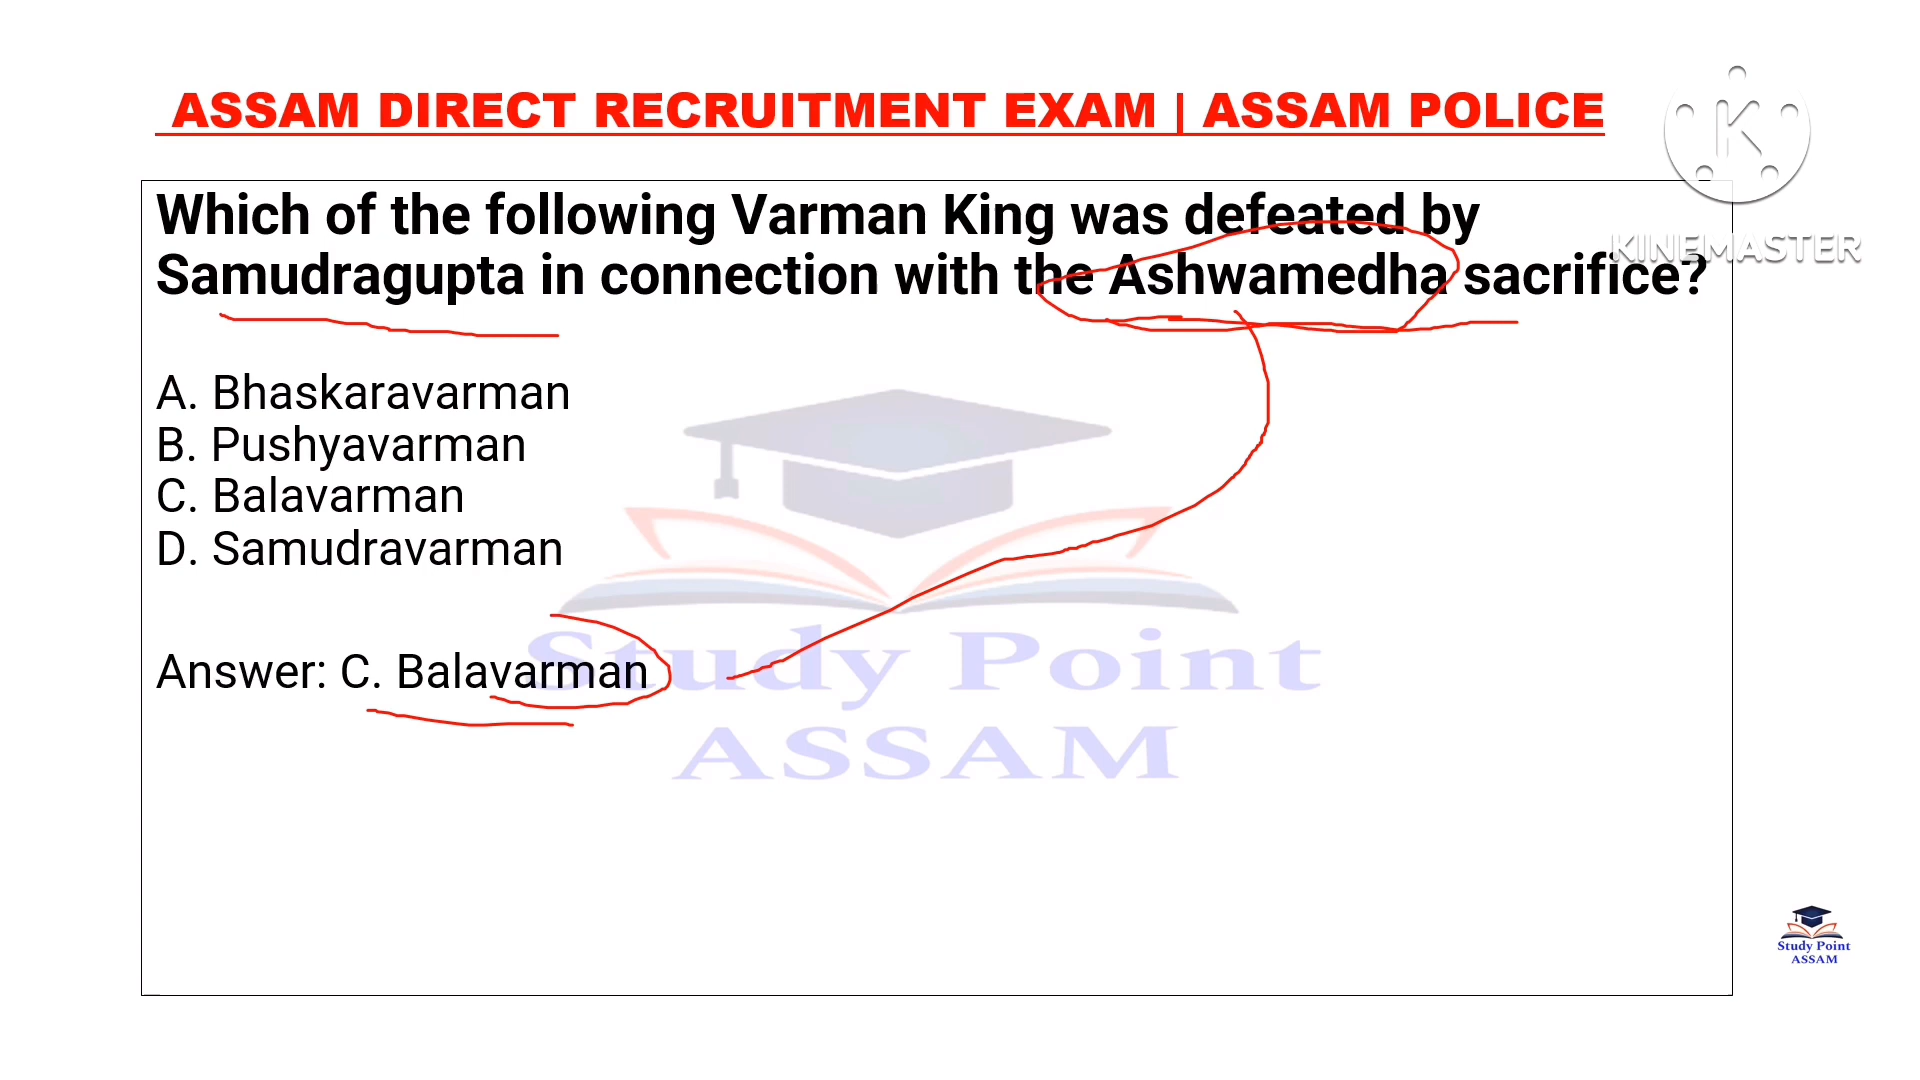 ASSAM DIRECT RECRUITMENT EXAM | ASSAM POLICE
K
KINEMASTER
Which of the following Varman King was defeated by
Samudragupta in connection with the Ashwamedha sacrifice?
A. Bhaskaravarman
B. Pushyavarman
C. Balavarman
D. Samudravarman
Answer: C. Balavarman
Study Point
ASSAM
Study Point
ASSAM